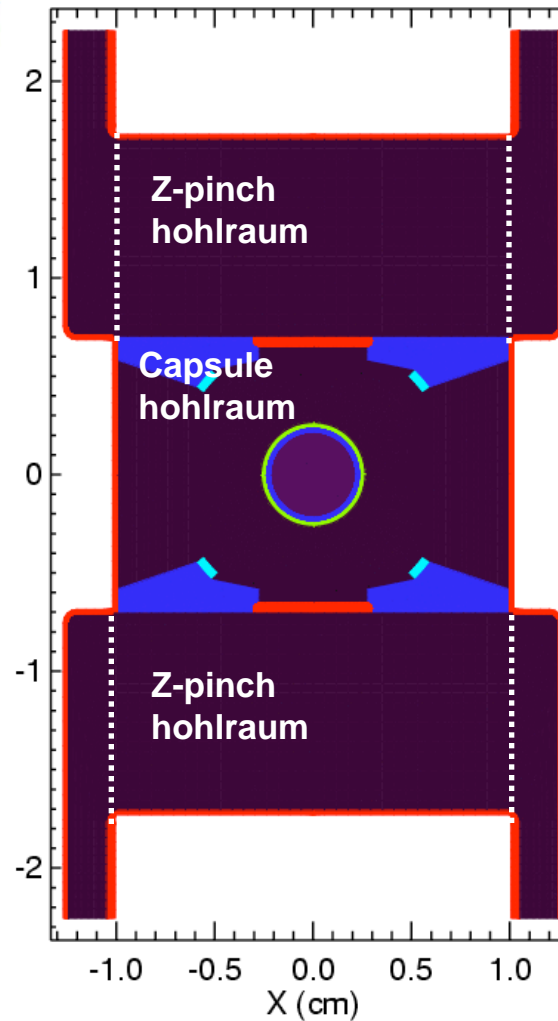 2
Z-pinch
hohlraum
1
Capsule
hohlraum
0
-1
Z-pinch
hohlraum
-2
-1.0 -0.5 0.0 0.5 1.0
X (cm)